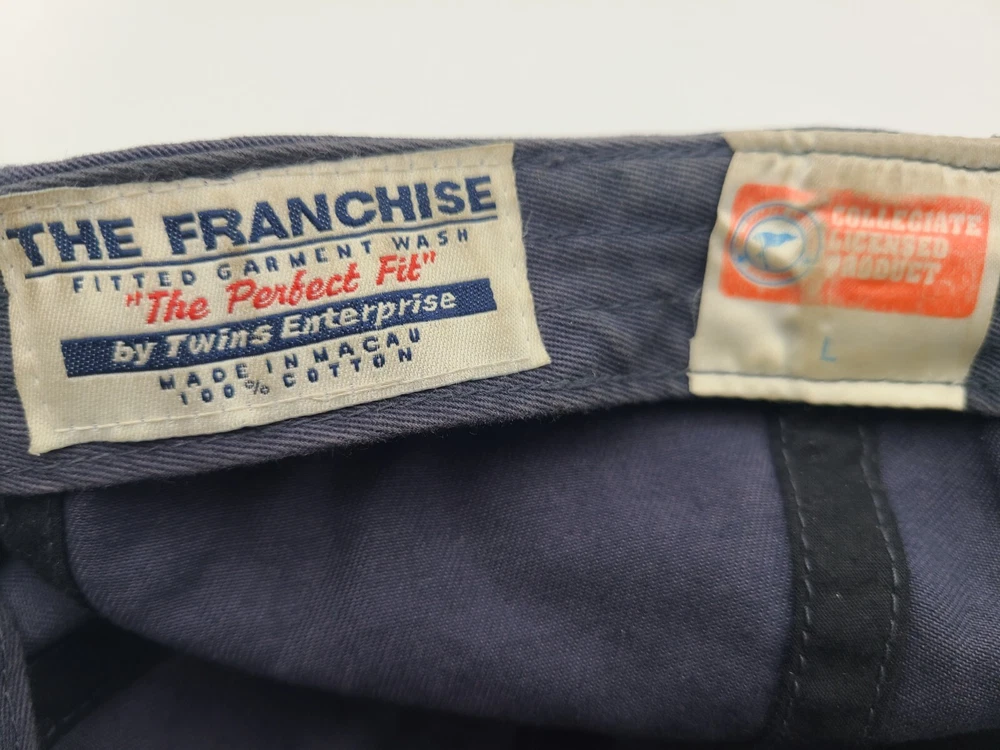 THE FRANCHISE
FITTED GARMENT WASH
"The Perfect Fit"
by Twins Enterprise
MADE IN MACAU
100% COTTON
COLLEGIATE
LICENSED
PRODUCT
L